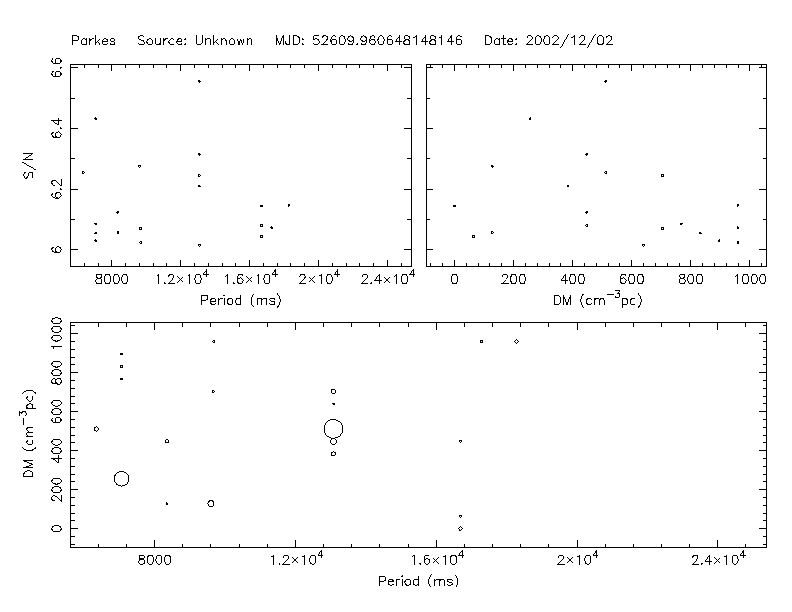 Parkes Source: Unknown MJD: 52609.960648148146 Date: 2002/12/02
S/N
6.6
6.4
6.2
6
8000 1.2×10⁴ 1.6×10⁴ 2×10⁴ 2.4×10⁴
Period (ms)
0 200 400 600 800 1000
DM (cm⁻³pc)
DM (cm⁻³pc)
1000
800
600
400
200
0
8000 1.2×10⁴ 1.6×10⁴ 2×10⁴ 2.4×10⁴
Period (ms)